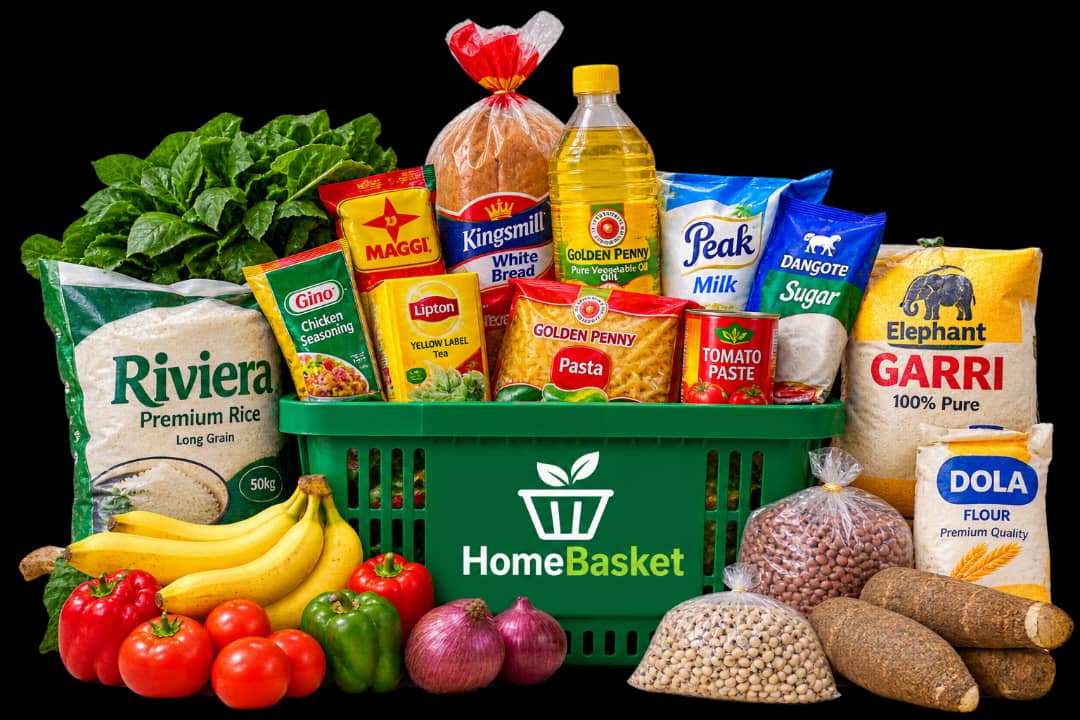 Kingsmill
White
Bread
MAGGI
GOLDEN PENNY
Pure Vegetable
Oil
Peak
Milk
DANGOTE
Sugar
Gino
Chicken
Seasoning
Lipton
YELLOW LABEL
Tea
GOLDEN PENNY
Pasta
TOMATO
PASTE
Elephant
GARRI
100% Pure
Riviera
Premium Rice
Long Grain
50kg
DOLA
FLOUR
Premium Quality
HomeBasket